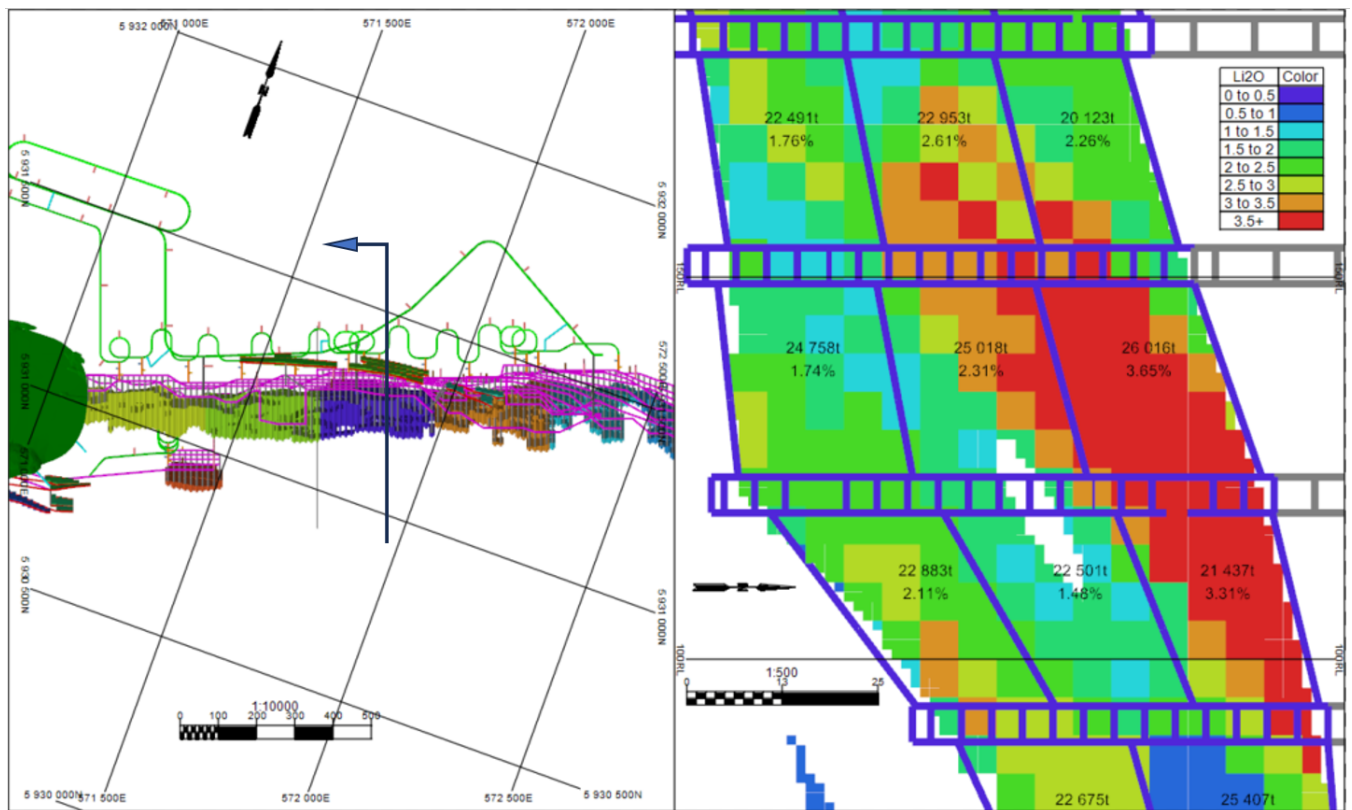 5 932 000N
571 000E
571 500E
572 000E
N
5 931 500N
5 932 000N
5 931 000N
572 500E
5 930 500N
5 931 000N
1:10000
0 100 200 300 400 500
5 930 000N
571 500E
572 000E
572 500E
5 930 500N
Li2O Color
0 to 0.5
0.5 to 1
1 to 1.5
1.5 to 2
2 to 2.5
2.5 to 3
3 to 3.5
3.5+
22 491t
1.76%
22 953t
2.61%
20 123t
2.26%
150RL
150RL
24 758t
1.74%
25 018t
2.31%
26 016t
3.65%
22 883t
2.11%
22 501t
1.48%
21 437t
3.31%
N
100RL
100RL
1:500
0 13 25
22 675t
25 407t